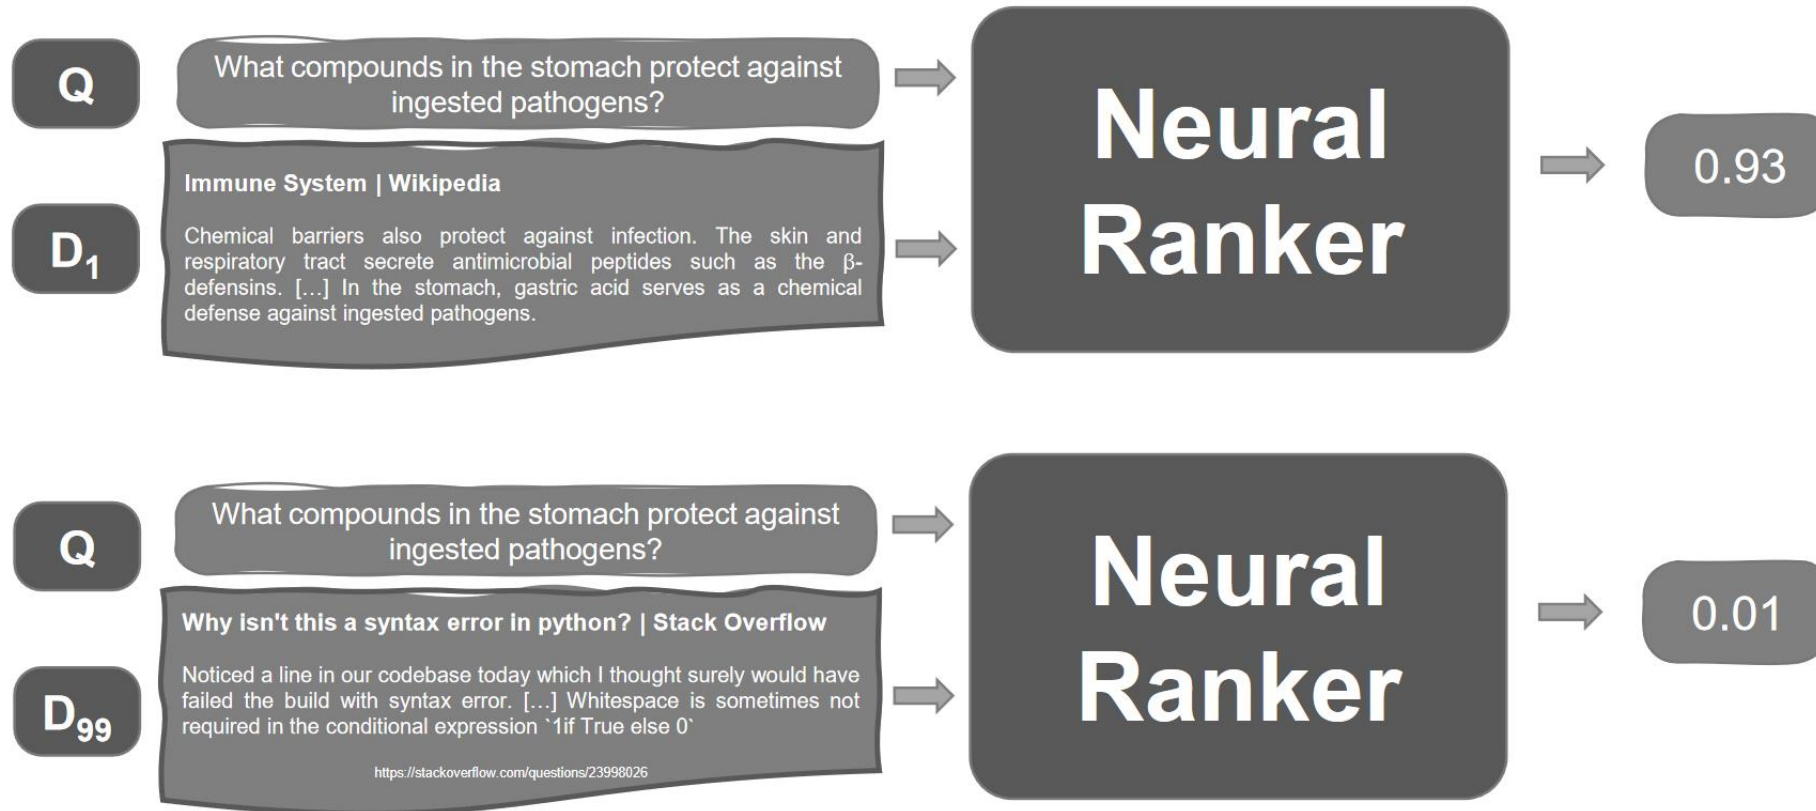 Q
What compounds in the stomach protect against
ingested pathogens?
D₁
Immune System | Wikipedia
Chemical barriers also protect against infection. The skin and
respiratory tract secrete antimicrobial peptides such as the β-
defensins. […] In the stomach, gastric acid serves as a chemical
defense against ingested pathogens.
Neural
Ranker
0.93
Q
What compounds in the stomach protect against
ingested pathogens?
D₉₉
Why isn't this a syntax error in python? | Stack Overflow
Noticed a line in our codebase today which I thought surely would have
failed the build with syntax error. […] Whitespace is sometimes not
required in the conditional expression `1if True else 0`
https://stackoverflow.com/questions/23998026
Neural
Ranker
0.01